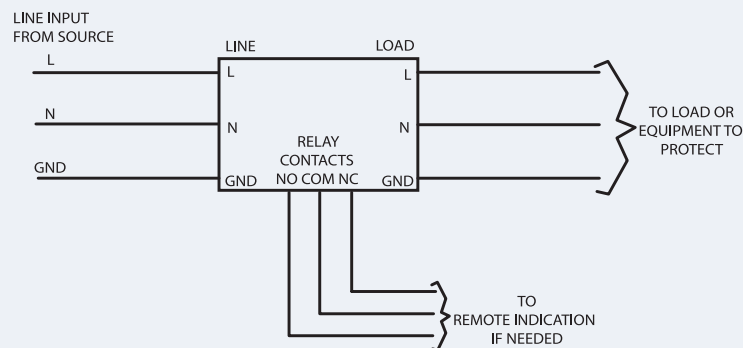 LINE INPUT
FROM SOURCE
L
N
GND
LINE
LOAD
L
N
GND
L
N
GND
RELAY
CONTACTS
NO COM NC
TO LOAD OR
EQUIPMENT TO
PROTECT
TO
REMOTE INDICATION
IF NEEDED